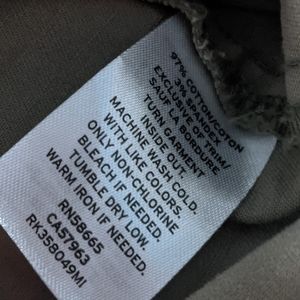 97% COTTON/COTON
3% SPANDEX
EXCLUSIVE OF TRIM/
SAUF LA BORDURE
TURN GARMENT
INSIDE OUT.
MACHINE WASH COLD.
WITH LIKE COLORS.
ONLY NON-CHLORINE
BLEACH IF NEEDED.
TUMBLE DRY LOW.
WARM IRON IF NEEDED.
RN58665
CA57963
RK358049MI